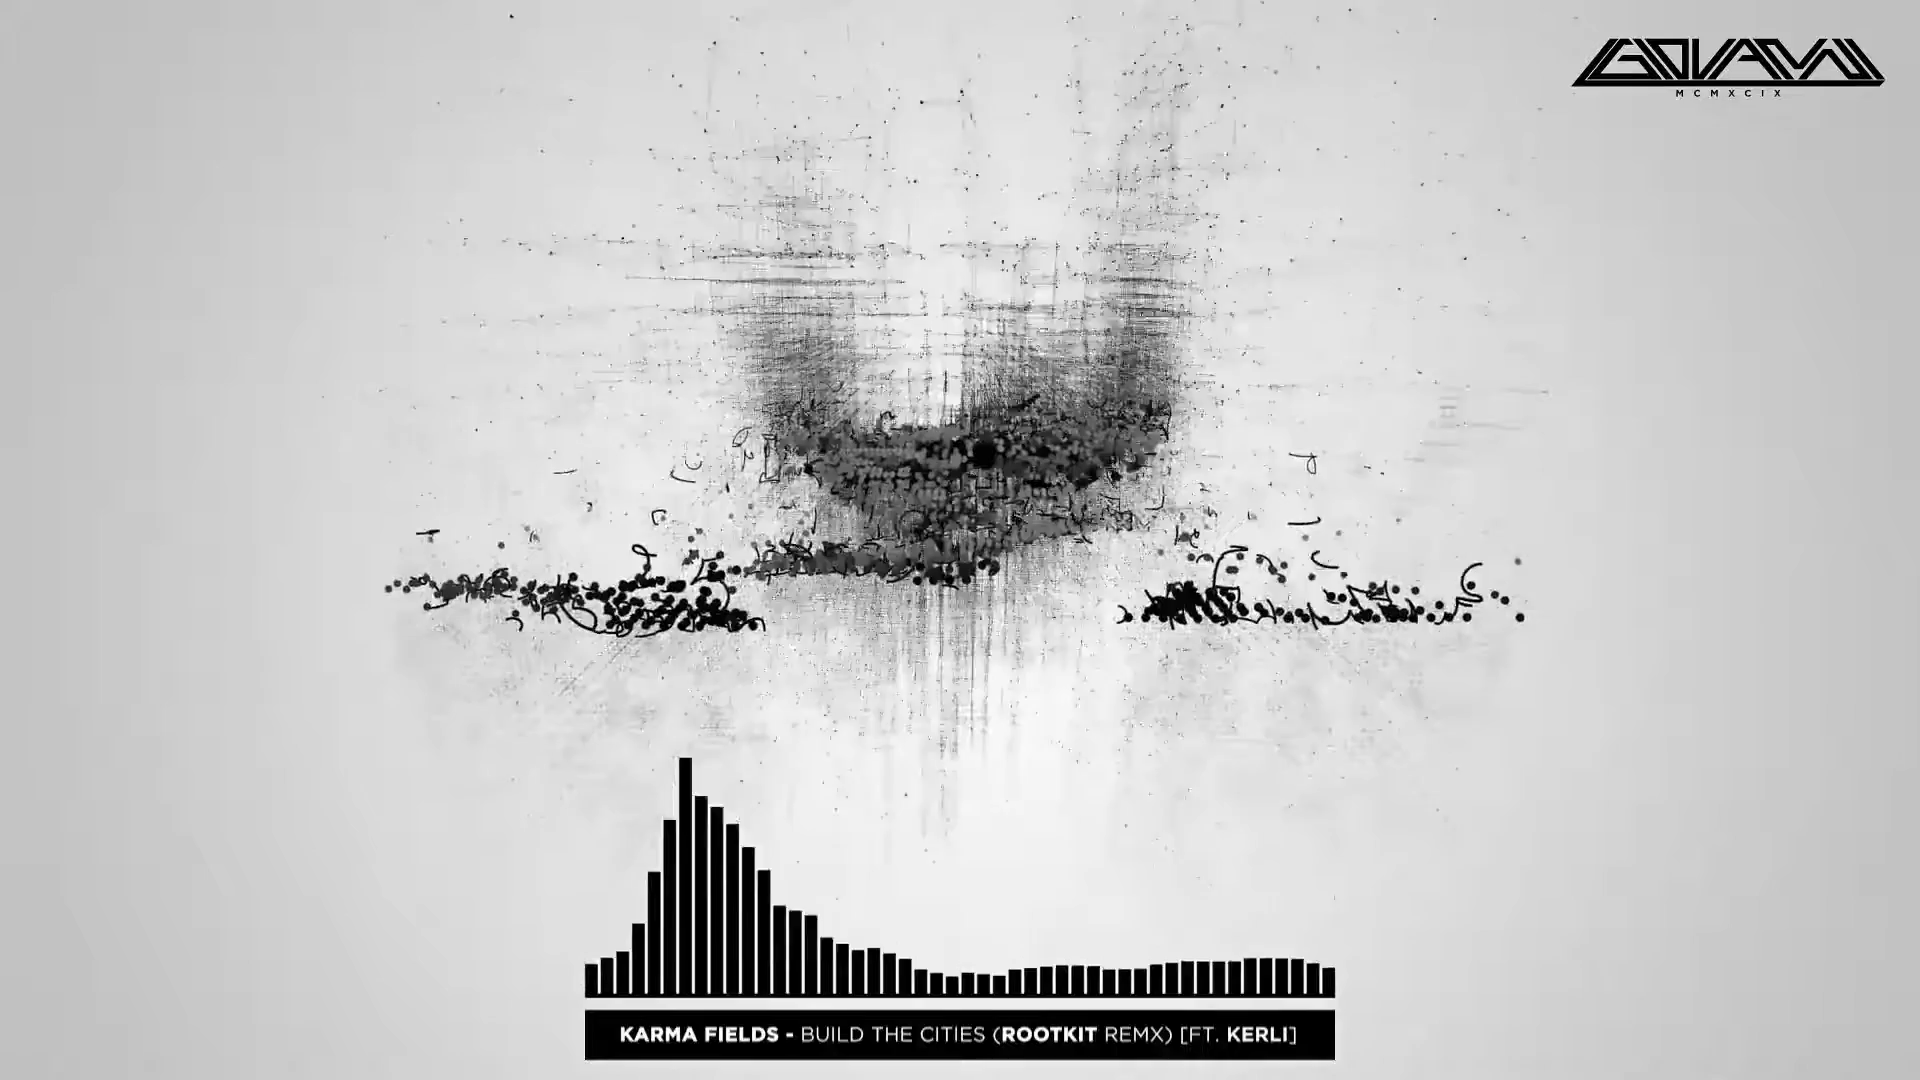 MCMXCIX
KARMA FIELDS - BUILD THE CITIES (ROOTKIT REMX) [FT. KERLI]